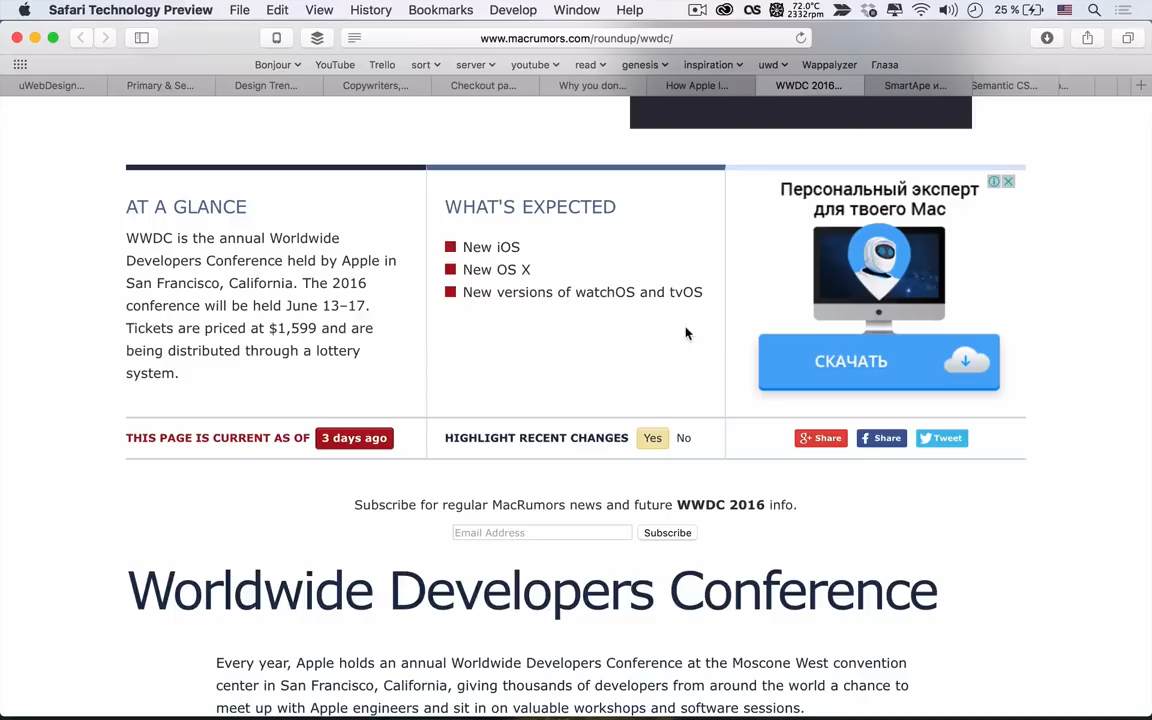 Safari Technology Preview File Edit View History Bookmarks Develop Window Help 72.0°C 2332rpm 25 %
www.macrumors.com/roundup/wwdc/
Bonjour YouTube Trello sort server youtube read genesis inspiration uwd Wappalyzer Глаза
uWebDesign... Primary & Se... Design Tren... Copywriters,... Checkout pa... Why you don... How Apple I... WWDC 2016... SmartApe и... Semantic CS...
AT A GLANCE
WWDC is the annual Worldwide
Developers Conference held by Apple in
San Francisco, California. The 2016
conference will be held June 13–17.
Tickets are priced at $1,599 and are
being distributed through a lottery
system.
WHAT'S EXPECTED
New iOS
New OS X
New versions of watchOS and tvOS
Персональный эксперт
для твоего Mac
СКАЧАТЬ
THIS PAGE IS CURRENT AS OF 3 days ago
HIGHLIGHT RECENT CHANGES Yes No
Share Share Tweet
Subscribe for regular MacRumors news and future WWDC 2016 info.
Email Address Subscribe
Worldwide Developers Conference
Every year, Apple holds an annual Worldwide Developers Conference at the Moscone West convention
center in San Francisco, California, giving thousands of developers from around the world a chance to
meet up with Apple engineers and sit in on valuable workshops and software sessions.